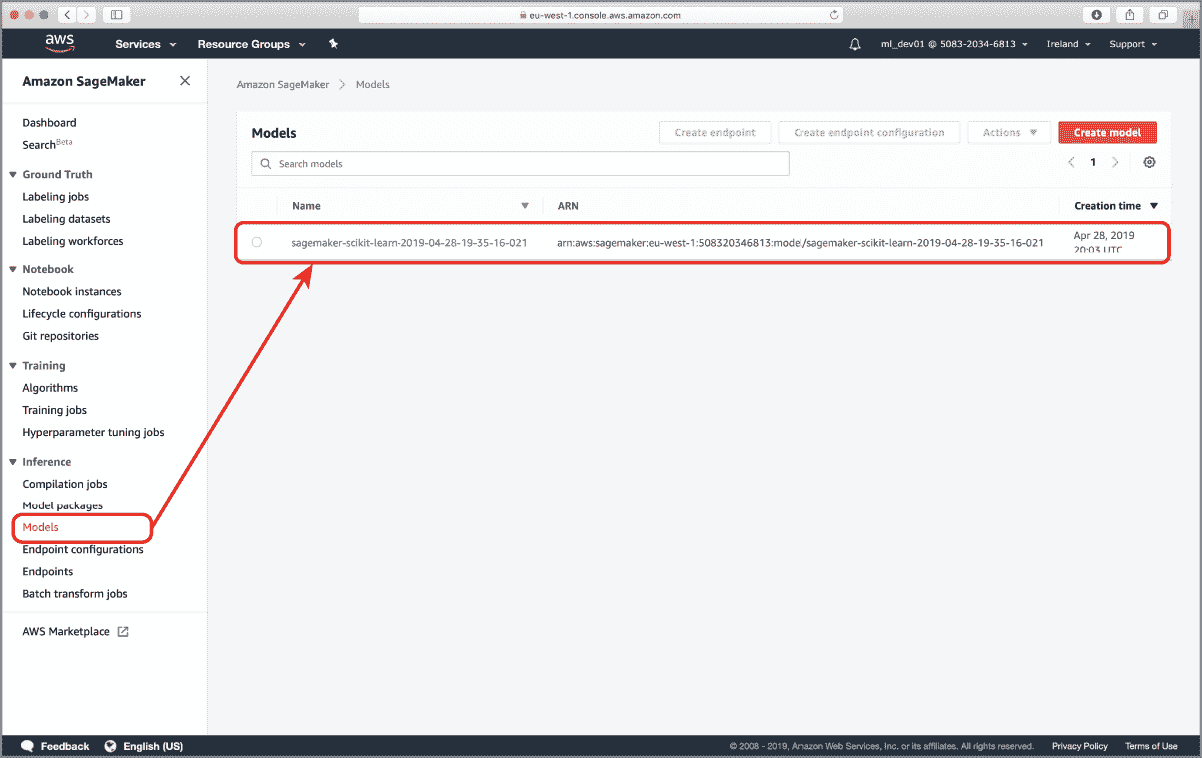 eu-west-1.console.aws.amazon.com
aws Services Resource Groups ml_dev01 @ 5083-2034-6813 Ireland Support
Amazon SageMaker
Dashboard
Search Beta
Ground Truth
Labeling jobs
Labeling datasets
Labeling workforces
Notebook
Notebook instances
Lifecycle configurations
Git repositories
Training
Algorithms
Training jobs
Hyperparameter tuning jobs
Inference
Compilation jobs
Model packages
Models
Endpoint configurations
Endpoints
Batch transform jobs
AWS Marketplace
Amazon SageMaker > Models
Models Create endpoint Create endpoint configuration Actions Create model
Search models 1
Name ARN Creation time
sagemaker-scikit-learn-2019-04-28-19-35-16-021 arn:aws:sagemaker:eu-west-1:508320346813:model/sagemaker-scikit-learn-2019-04-28-19-35-16-021 Apr 28, 2019
20:03 UTC
Feedback English (US) © 2008 - 2019, Amazon Web Services, Inc. or its affiliates. All rights reserved. Privacy Policy Terms of Use